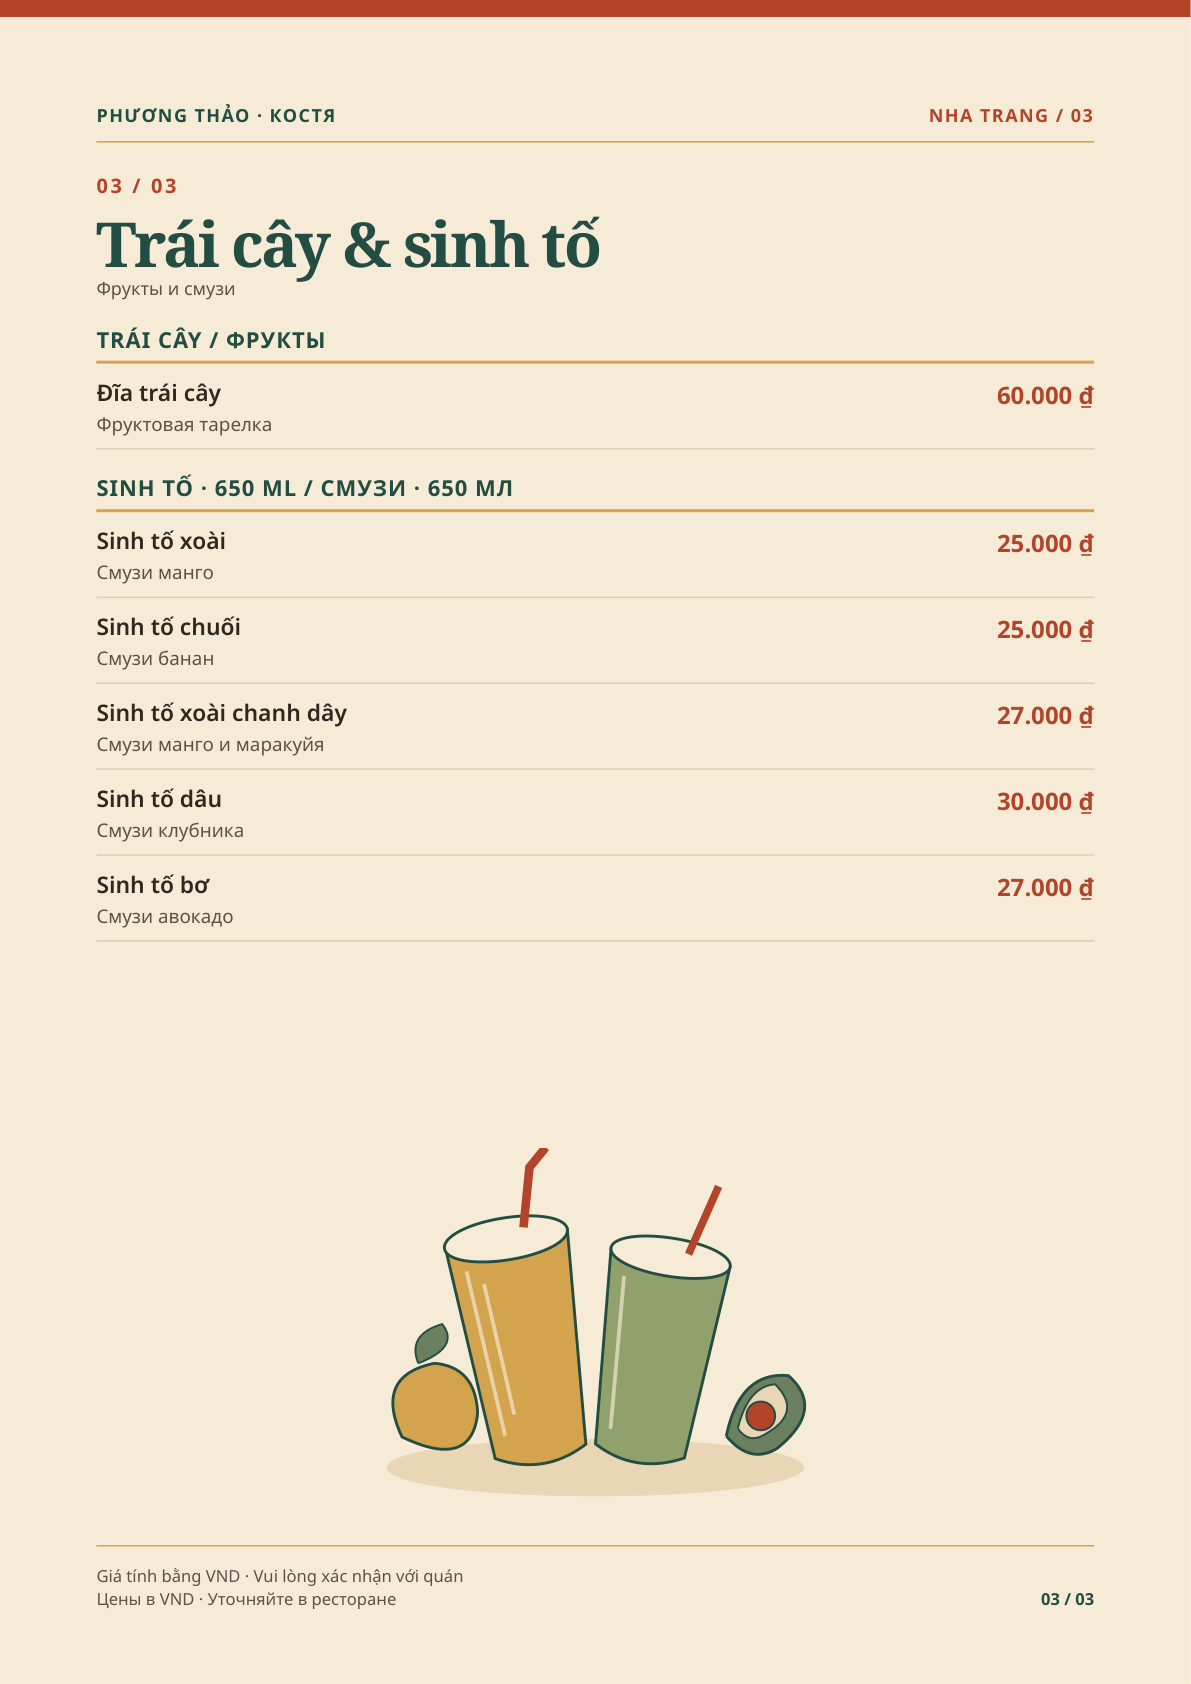 PHƯƠNG THẢO · КОСТЯ
NHA TRANG / 03
03 / 03
Trái cây & sinh tố
Фрукты и смузи
TRÁI CÂY / ФРУКТЫ
Đĩa trái cây
60.000 ₫
Фруктовая тарелка
SINH TỐ · 650 ML / СМУЗИ · 650 МЛ
Sinh tố xoài
25.000 ₫
Смузи манго
Sinh tố chuối
25.000 ₫
Смузи банан
Sinh tố xoài chanh dây
27.000 ₫
Смузи манго и маракуйя
Sinh tố dâu
30.000 ₫
Смузи клубника
Sinh tố bơ
27.000 ₫
Смузи авокадо
Giá tính bằng VND · Vui lòng xác nhận với quán
Цены в VND · Уточняйте в ресторане
03 / 03